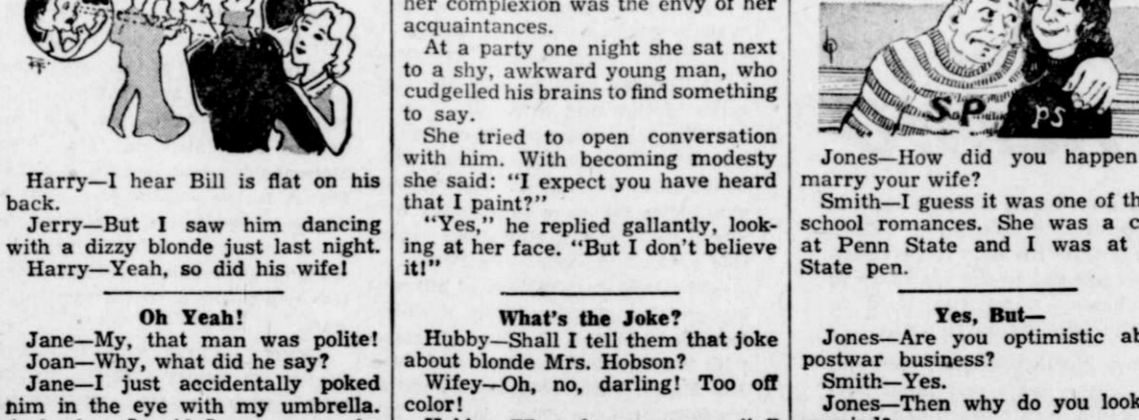 her complexion was the envy of her
acquaintances.
At a party one night she sat next
to a shy, awkward young man, who
cudgelled his brains to find something
to say.
She tried to open conversation
with him. With becoming modesty
she said: "I expect you have heard
that I paint?"
"Yes," he replied gallantly, look-
ing at her face. "But I don't believe
it!"
Harry—I hear Bill is flat on his
back.
Jerry—But I saw him dancing
with a dizzy blonde just last night.
Harry—Yeah, so did his wife!
Oh Yeah!
Jane—My, that man was polite!
Joan—Why, what did he say?
Jane—I just accidentally poked
him in the eye with my umbrella.
What's the Joke?
Hubby—Shall I tell them that joke
about blonde Mrs. Hobson?
Wifey—Oh, no, darling! Too off
color!
SP
PS
Jones—How did you happen
marry your wife?
Smith—I guess it was one of
school romances. She was a
at Penn State and I was at
State pen.
Yes, But—
Jones—Are you optimistic
postwar business?
Smith—Yes.
Jones—Then why do you look